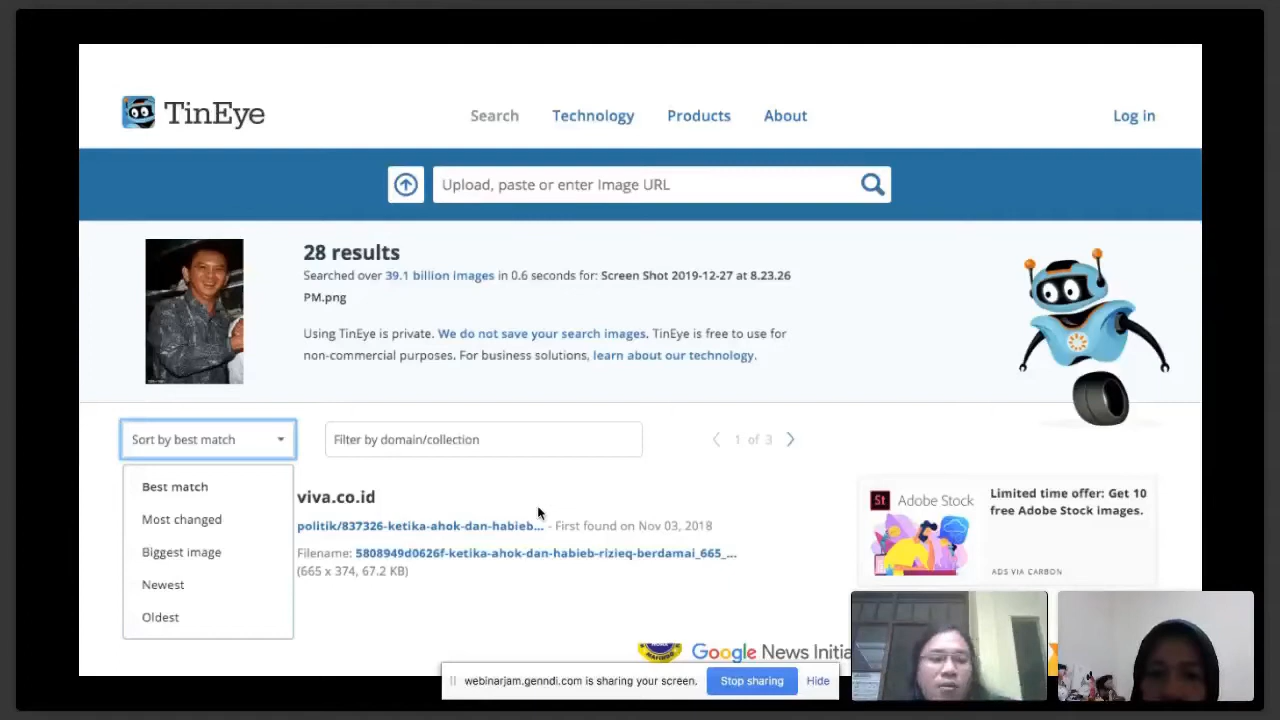 TinEye
Search Technology Products About Log in
Upload, paste or enter Image URL
28 results
Searched over 39.1 billion images in 0.6 seconds for: Screen Shot 2019-12-27 at 8.23.26
PM.png
Using TinEye is private. We do not save your search images. TinEye is free to use for
non-commercial purposes. For business solutions, learn about our technology.
Sort by best match
Filter by domain/collection
1 of 3
Best match
Most changed
Biggest image
Newest
Oldest
viva.co.id
politik/837326-ketika-ahok-dan-habieb... - First found on Nov 03, 2018
Filename: 5808949d0626f-ketika-ahok-dan-habieb-rizieq-berdamai_665_...
(665 x 374, 67.2 KB)
St Adobe Stock
Limited time offer: Get 10
free Adobe Stock images.
ADS VIA CARBON
Google News Initia
webinarjam.genndi.com is sharing your screen. Stop sharing Hide